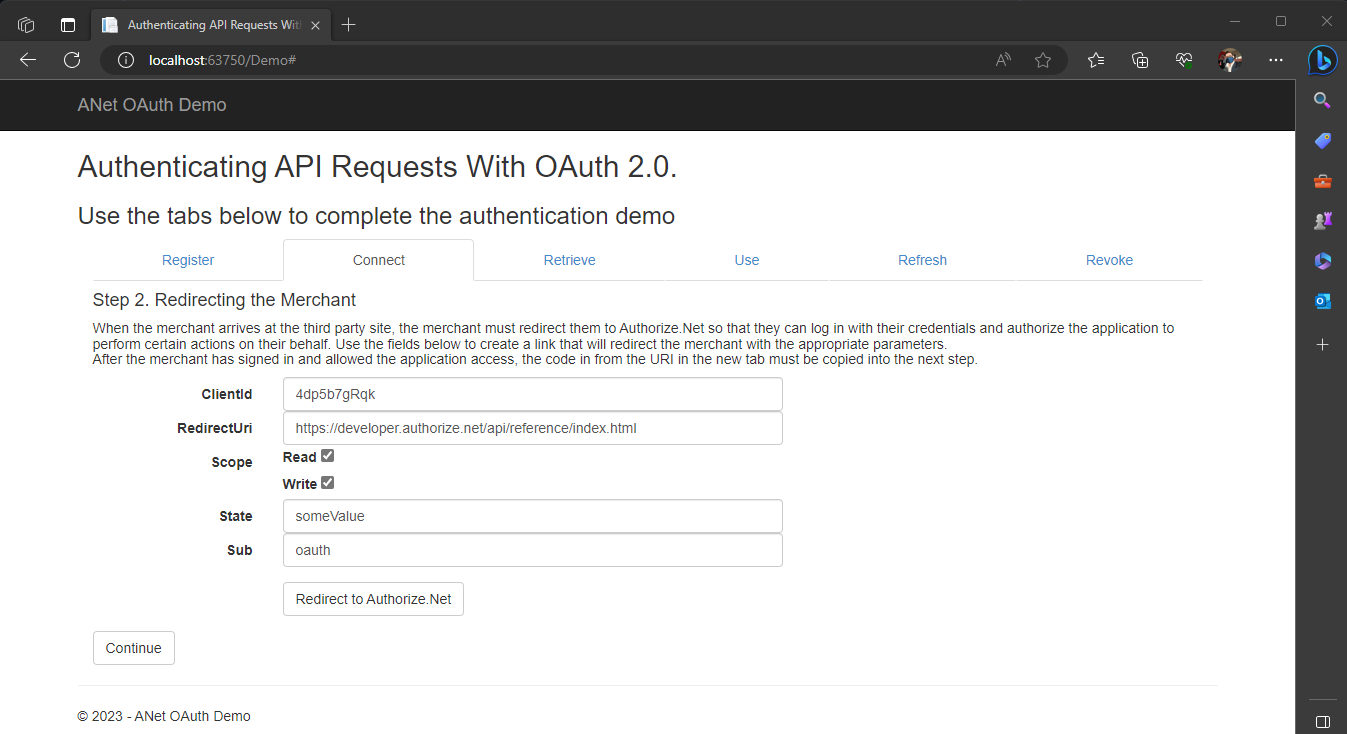 Authenticating API Requests Wit
localhost:63750/Demo#
ANet OAuth Demo
Authenticating API Requests With OAuth 2.0.
Use the tabs below to complete the authentication demo
Register Connect Retrieve Use Refresh Revoke
Step 2. Redirecting the Merchant
When the merchant arrives at the third party site, the merchant must redirect them to Authorize.Net so that they can log in with their credentials and authorize the application to
perform certain actions on their behalf. Use the fields below to create a link that will redirect the merchant with the appropriate parameters.
After the merchant has signed in and allowed the application access, the code in from the URI in the new tab must be copied into the next step.
ClientId 4dp5b7gRqk
RedirectUri https://developer.authorize.net/api/reference/index.html
Scope Read
Write
State someValue
Sub oauth
Redirect to Authorize.Net
Continue
© 2023 - ANet OAuth Demo